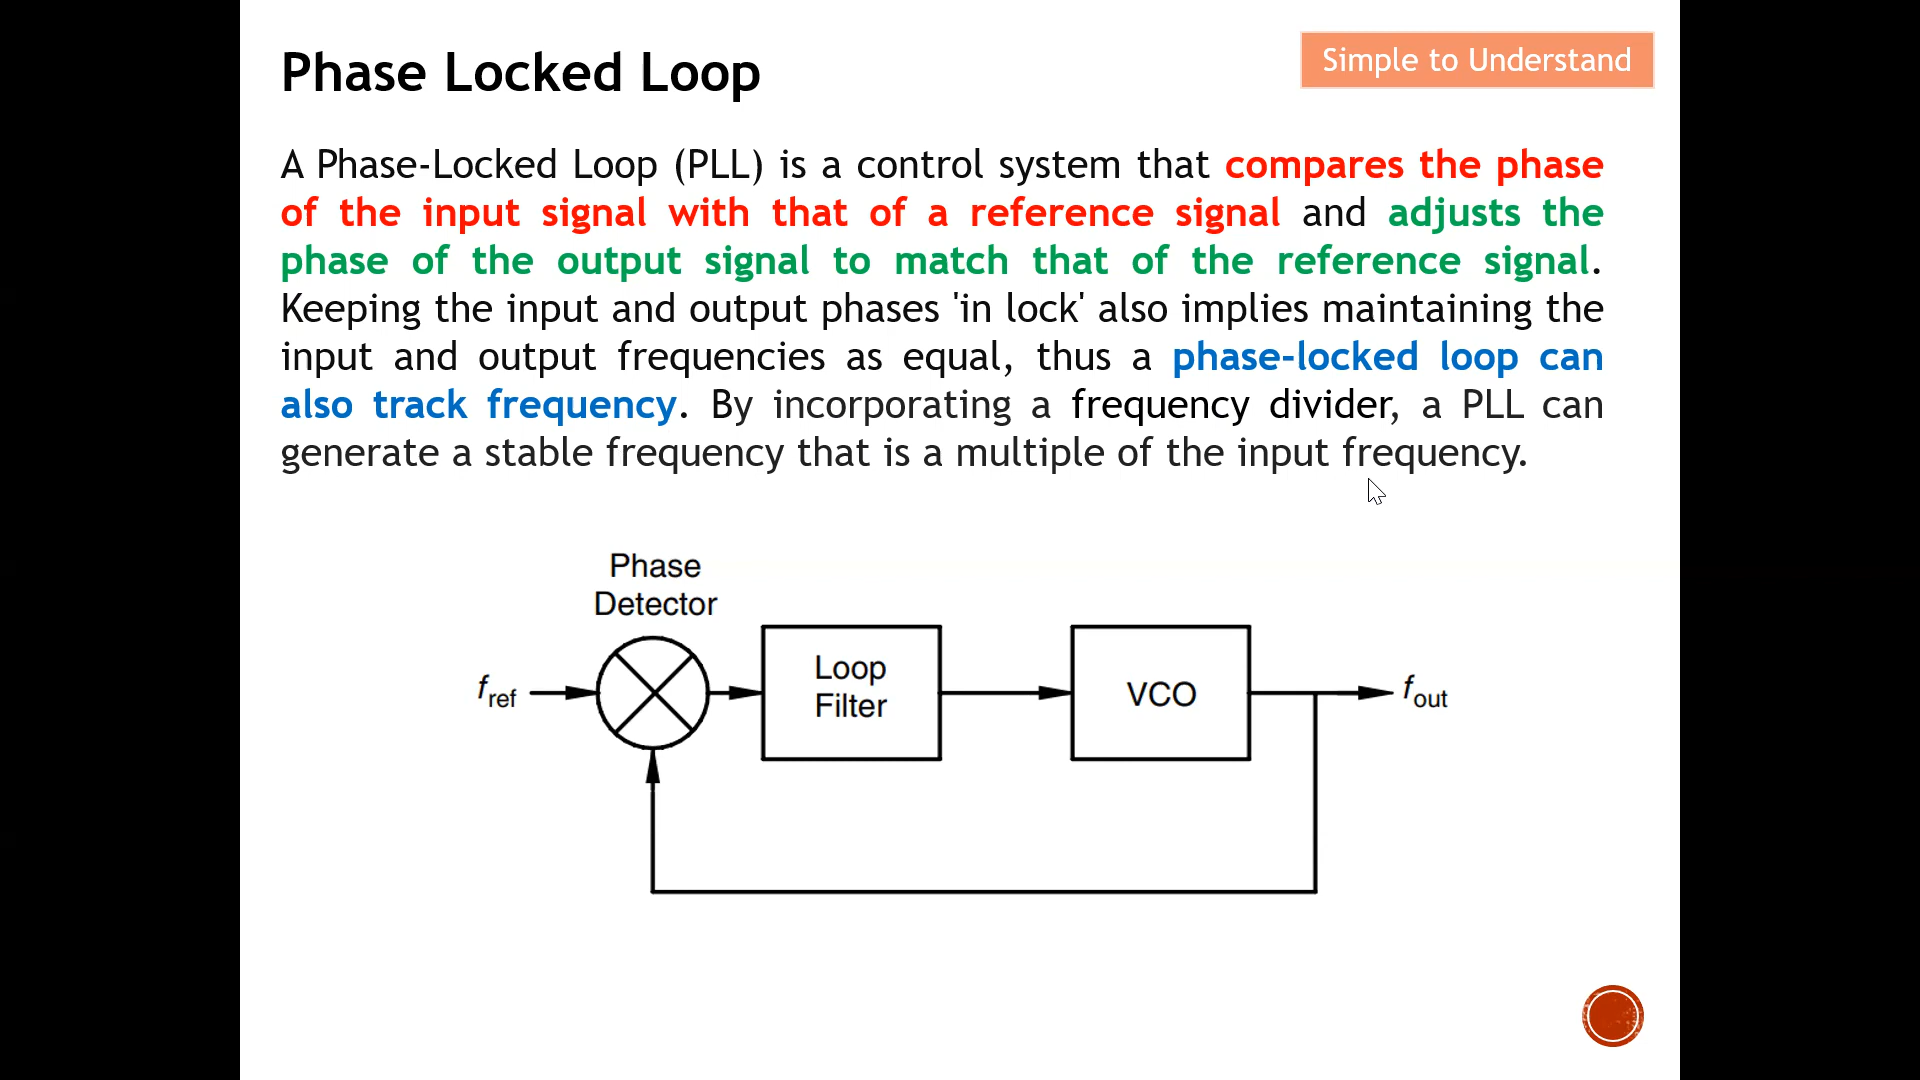 Phase Locked Loop
Simple to Understand
A Phase-Locked Loop (PLL) is a control system that compares the phase
of the input signal with that of a reference signal and adjusts the
phase of the output signal to match that of the reference signal.
Keeping the input and output phases 'in lock' also implies maintaining the
input and output frequencies as equal, thus a phase-locked loop can
also track frequency. By incorporating a frequency divider, a PLL can
generate a stable frequency that is a multiple of the input frequency.
Phase
Detector
fref
Loop
Filter
VCO
fout